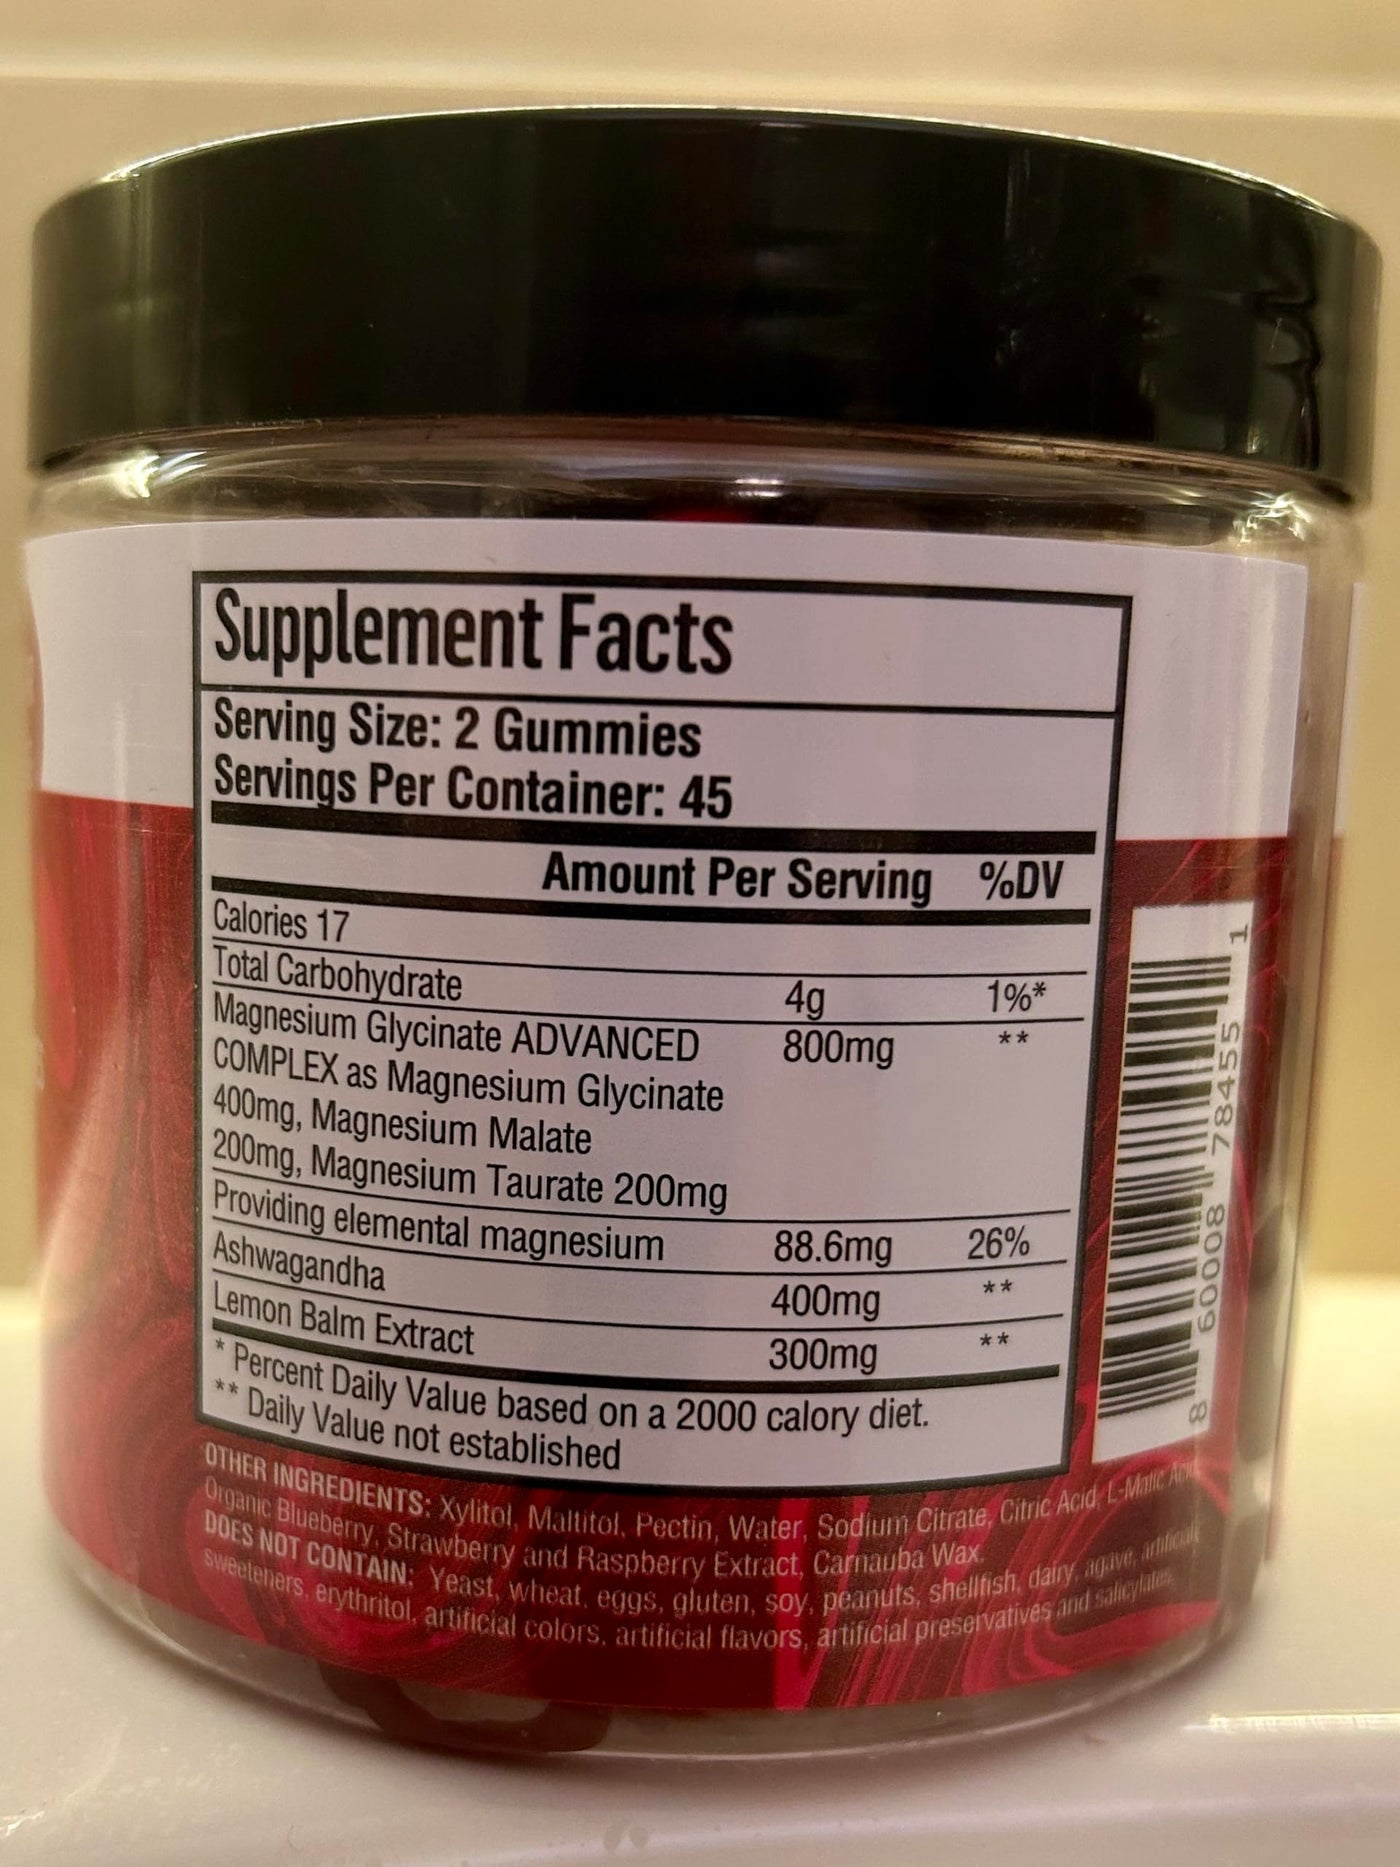 Supplement Facts
Serving Size: 2 Gummies
Servings Per Container: 45
Amount Per Serving %DV
Calories 17
Total Carbohydrate 4g 1%*
Magnesium Glycinate ADVANCED 800mg **
COMPLEX as Magnesium Glycinate
400mg, Magnesium Malate
200mg, Magnesium Taurate 200mg
Providing elemental magnesium 88.6mg 26%
Ashwagandha 400mg **
Lemon Balm Extract 300mg **
* Percent Daily Value based on a 2000 calory diet.
** Daily Value not established
OTHER INGREDIENTS: Xylitol, Maltitol, Pectin, Water, Sodium Citrate, Citric Acid, L-Malic Acid,
Organic Blueberry, Strawberry and Raspberry Extract, Carnauba Wax.
DOES NOT CONTAIN: Yeast, wheat, eggs, gluten, soy, peanuts, shellfish, dairy, agave, artificial
sweeteners, erythritol, artificial colors, artificial flavors, artificial preservatives and salicylates.
8 60008 78455 1